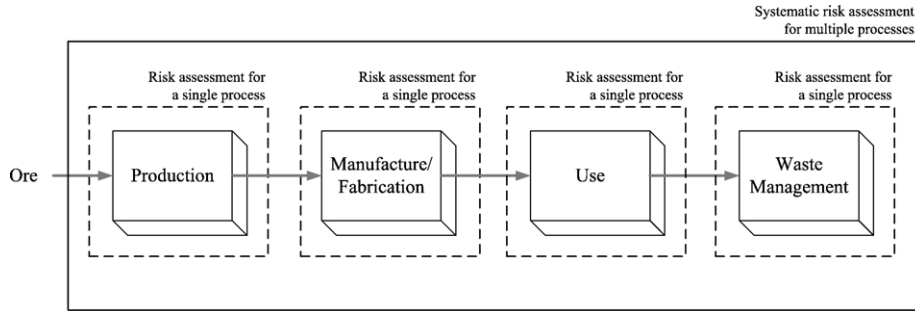 Systematic risk assessment
for multiple processes
Risk assessment for
a single process
Risk assessment for
a single process
Risk assessment for
a single process
Risk assessment for
a single process
Ore
Production
Manufacture/
Fabrication
Use
Waste
Management